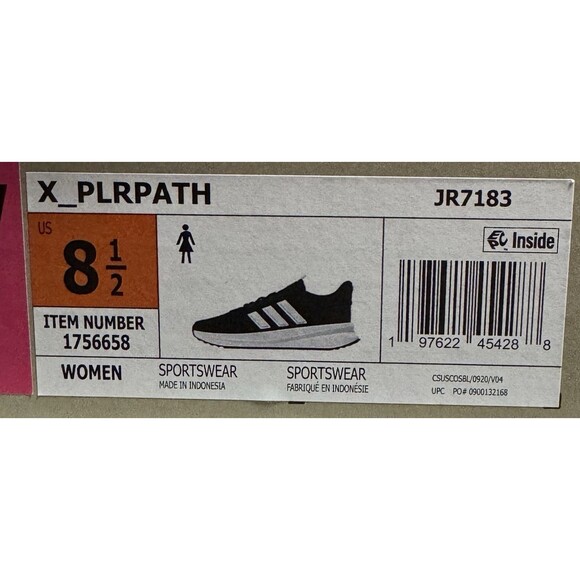 X_PLRPATH
JR7183
US
8 1/2
ITEM NUMBER
1756658
Inside
1 97622 45428 8
WOMEN
SPORTSWEAR
MADE IN INDONESIA
SPORTSWEAR
FABRIQUÉ EN INDONÉSIE
CSUSCOSBL/0920/V04
UPC PO# 0900132168